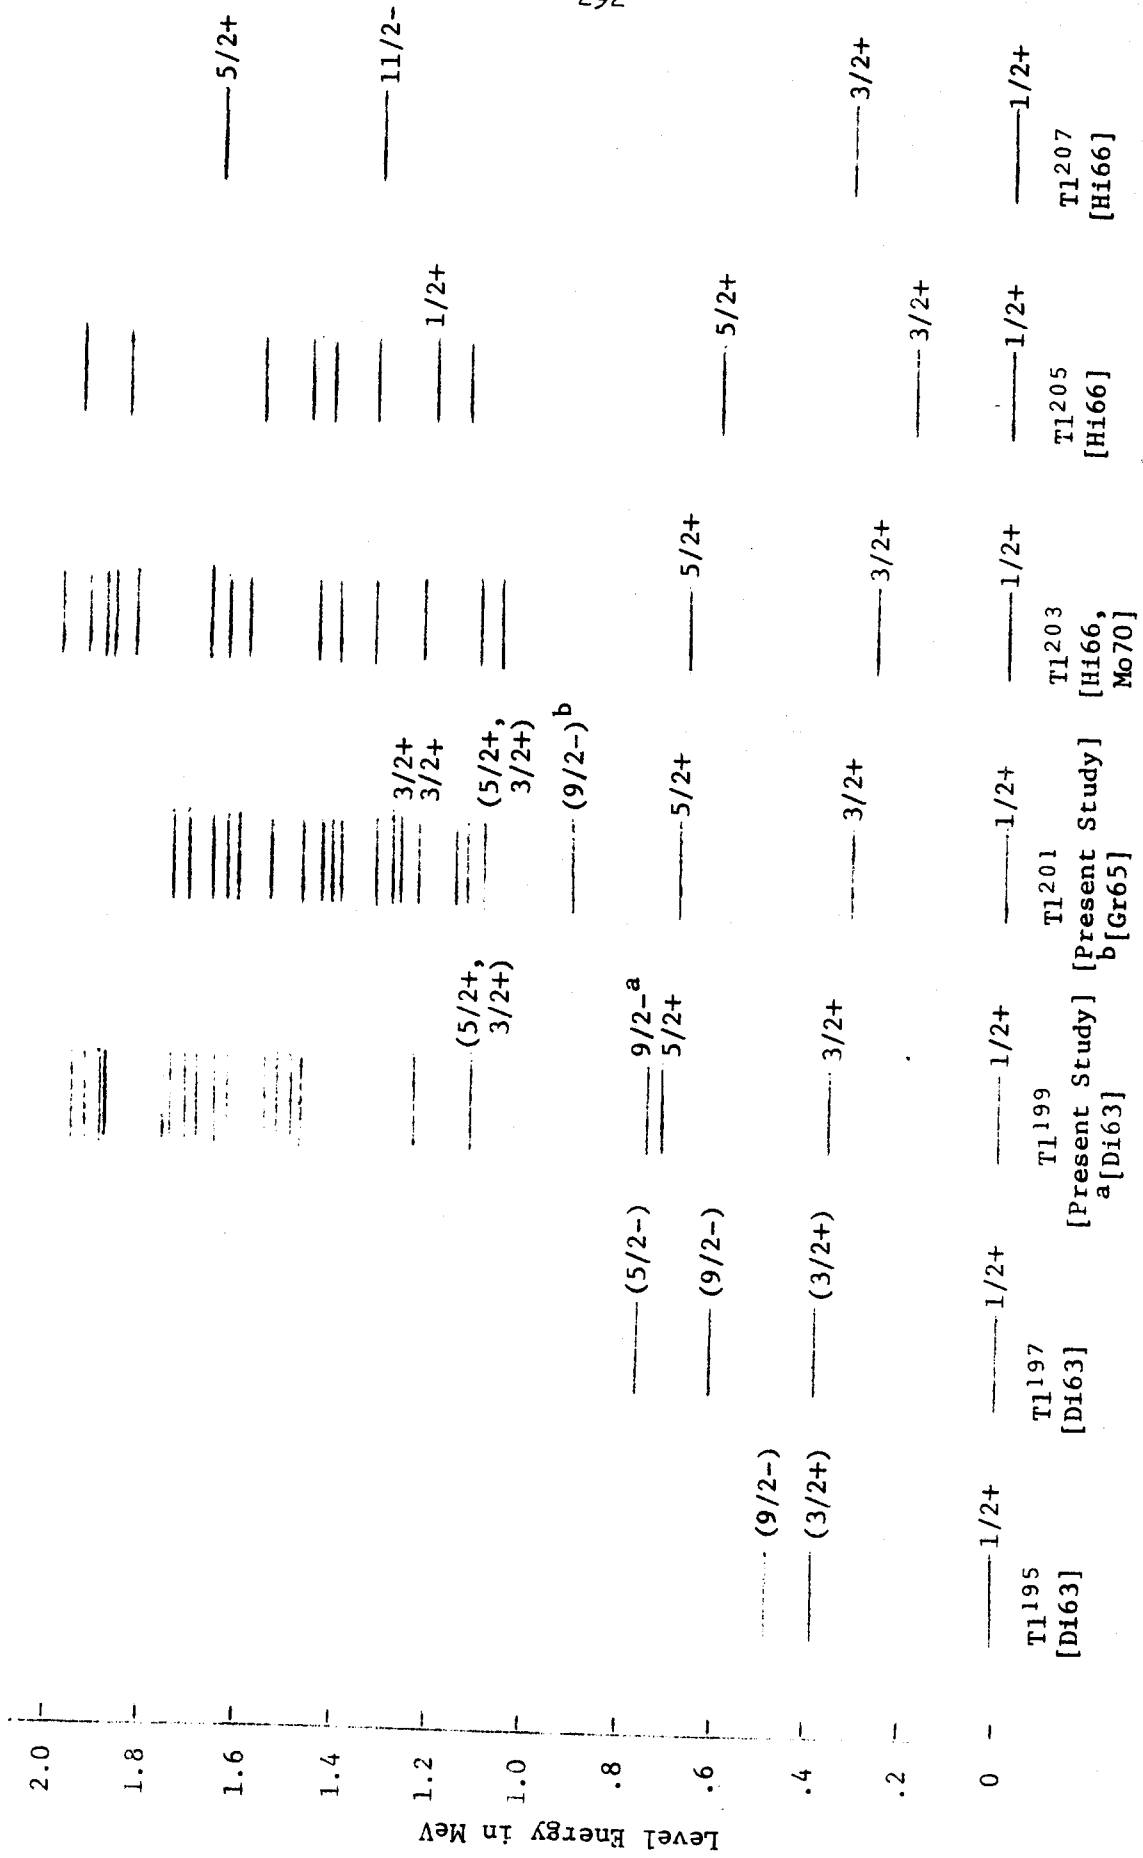 262
2.0
1.8
1.6
1.4
1.2
1.0
.8
.6
.4
.2
0
Level Energy in MeV
(9/2-)
(3/2+)
1/2+
Tl195
[Di63]
(5/2-)
(9/2-)
(3/2+)
1/2+
Tl197
[Di63]
(5/2+,
3/2+)
9/2-a
5/2+
3/2+
1/2+
Tl199
[Present Study]
a[Di63]
3/2+
3/2+
(5/2+,
3/2+)
(9/2-)b
5/2+
3/2+
1/2+
Tl201
[Present Study]
b[Gr65]
5/2+
3/2+
1/2+
Tl203
[Hi66,
Mo70]
1/2+
5/2+
3/2+
1/2+
Tl205
[Hi66]
5/2+
11/2-
3/2+
1/2+
Tl207
[Hi66]